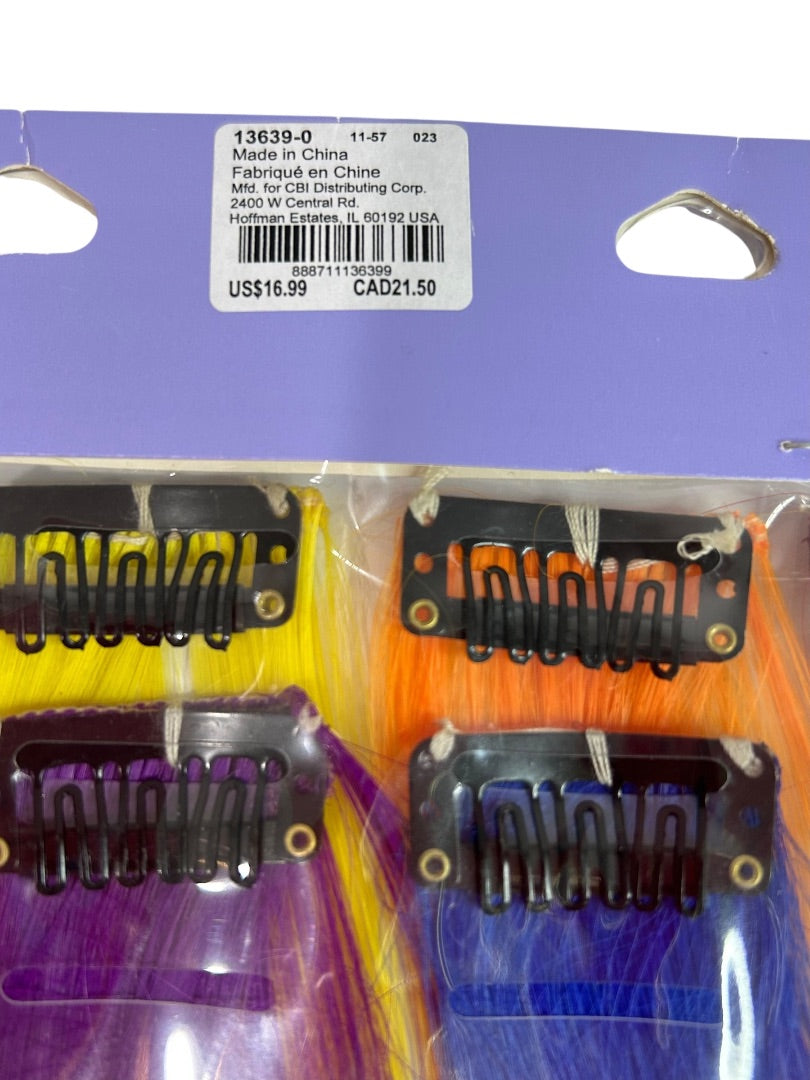 13639-0 11-57 023
Made in China
Fabriqué en Chine
Mfd. for CBI Distributing Corp.
2400 W Central Rd.
Hoffman Estates, IL 60192 USA
888711136399
US$16.99 CAD21.50